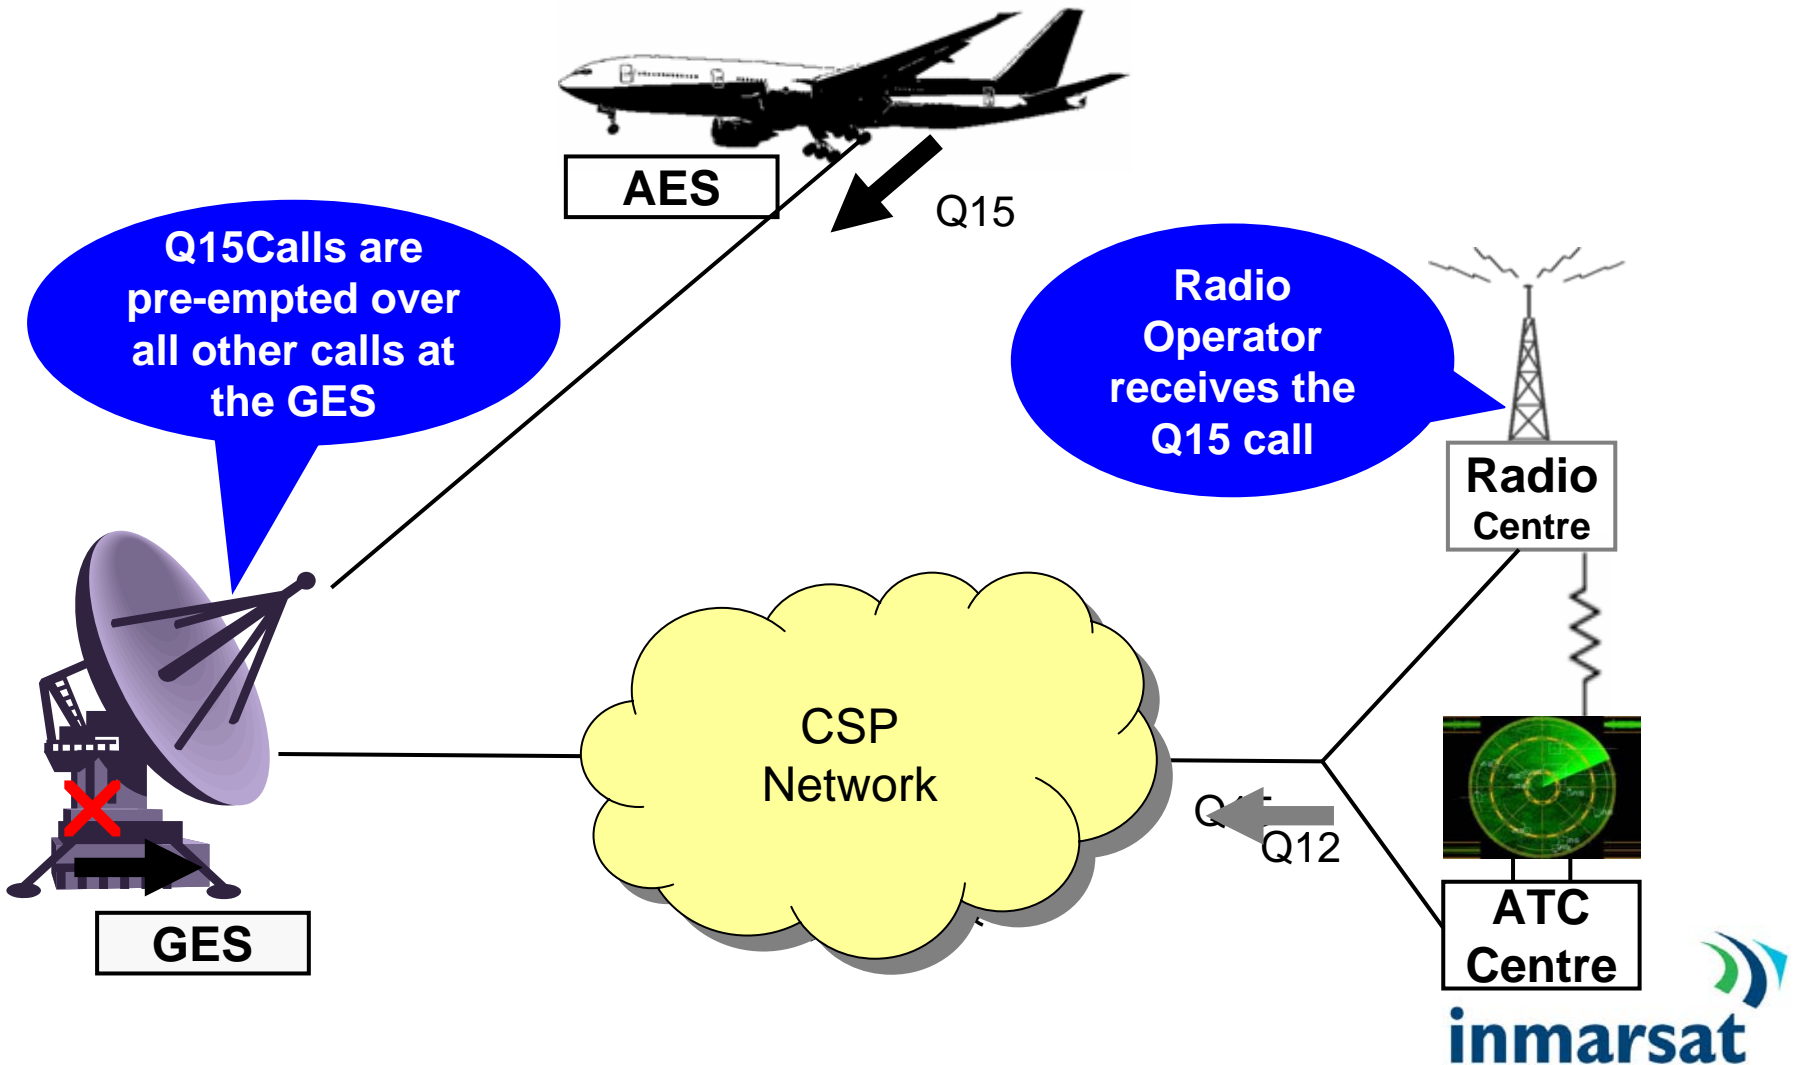 AES
Q15
Q15Calls are
pre-empted over
all other calls at
the GES
Radio
Operator
receives the
Q15 call
Radio
Centre
CSP
Network
Q12
ATC
Centre
GES
inmarsat